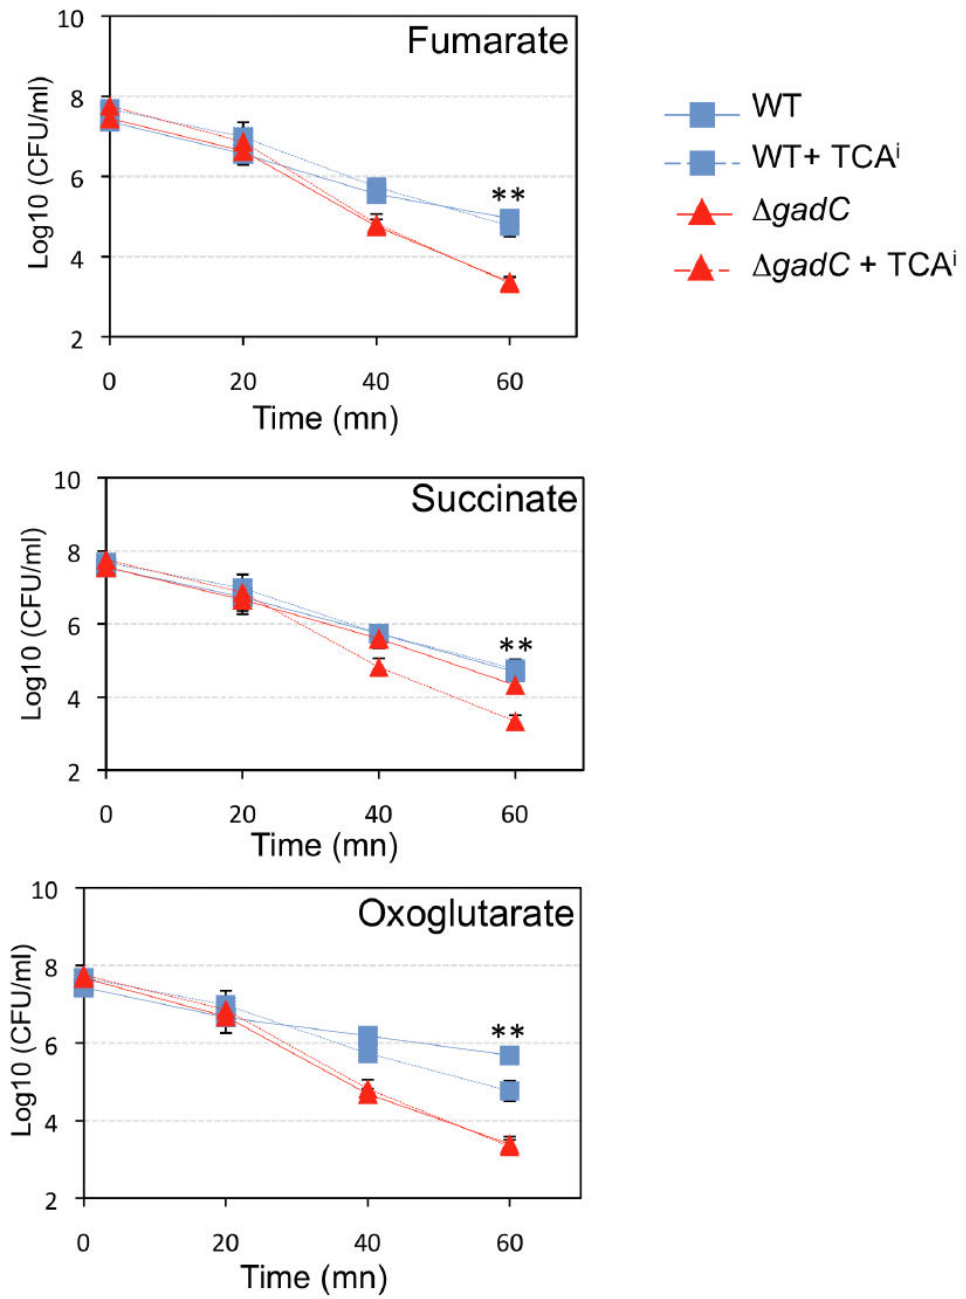 Fumarate
10
8
6
4
2
Log10 (CFU/ml)
**
0 20 40 60
Time (mn)
WT
WT+ TCAⁱ
ΔgadC
ΔgadC + TCAⁱ
Succinate
10
8
6
4
2
Log10 (CFU/ml)
**
0 20 40 60
Time (mn)
Oxoglutarate
10
8
6
4
2
Log10 (CFU/ml)
**
0 20 40 60
Time (mn)